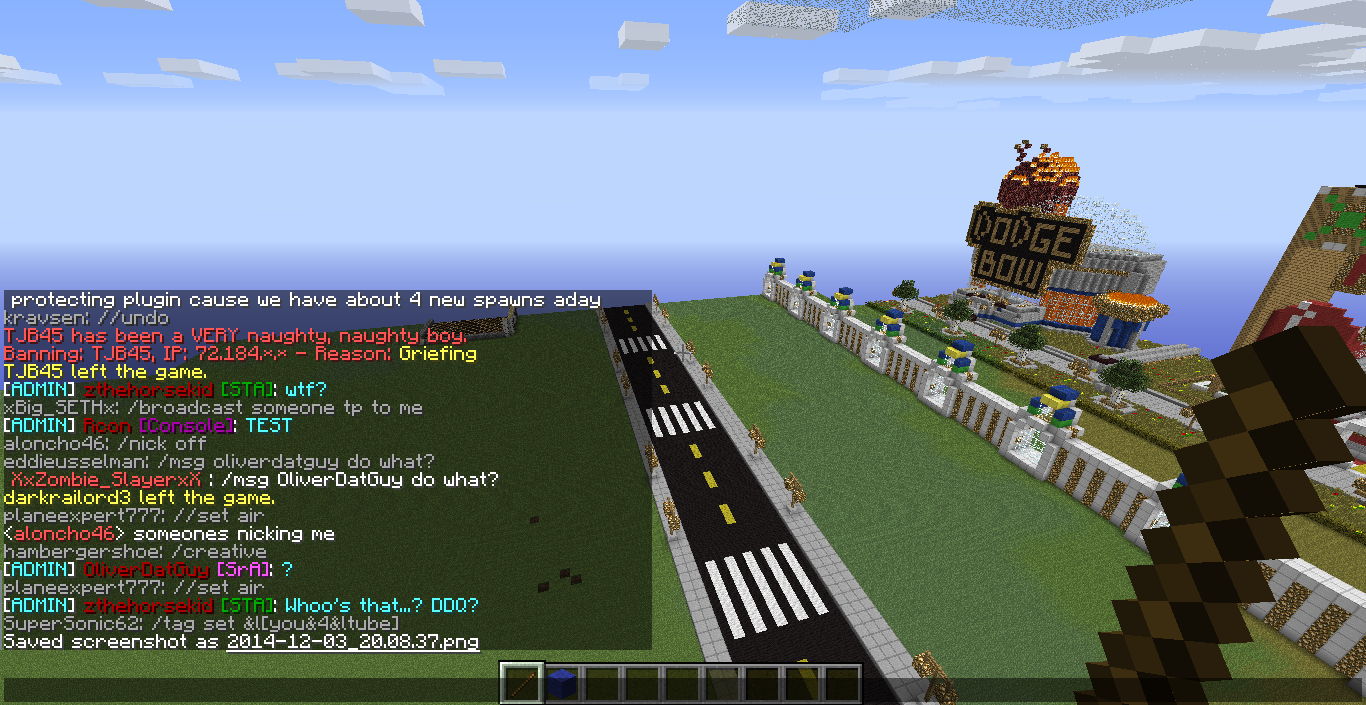 protecting plugin cause we have about 4 new spawns aday
kravsen: //undo
TJB45 has been a VERY naughty, naughty boy.
Banning: TJB45, IP: 72.184.*.* - Reason: Griefing
TJB45 left the game.
[ADMIN] zthehorsekid [STA]: wtf?
xBig_SETHx: /broadcast someone tp to me
[ADMIN] Rcon [Console]: TEST
aloncho46: /nick off
eddieusselman: /msg oliverdatguy do what?
XxZombie_SlayerxX : /msg OliverDatGuy do what?
darkrailord3 left the game.
planeexpert777: //set air
<aloncho46> someones nicking me
hambergershoe: /creative
[ADMIN] OliverDatGuy [SrA]: ?
planeexpert777: //set air
[ADMIN] zthehorsekid [STA]: Whoo's that...? DDO?
SuperSonic62: /tag set &l[you&4&ltube]
Saved screenshot as 2014-12-03_20.08.37.png
DODGE
BOWL